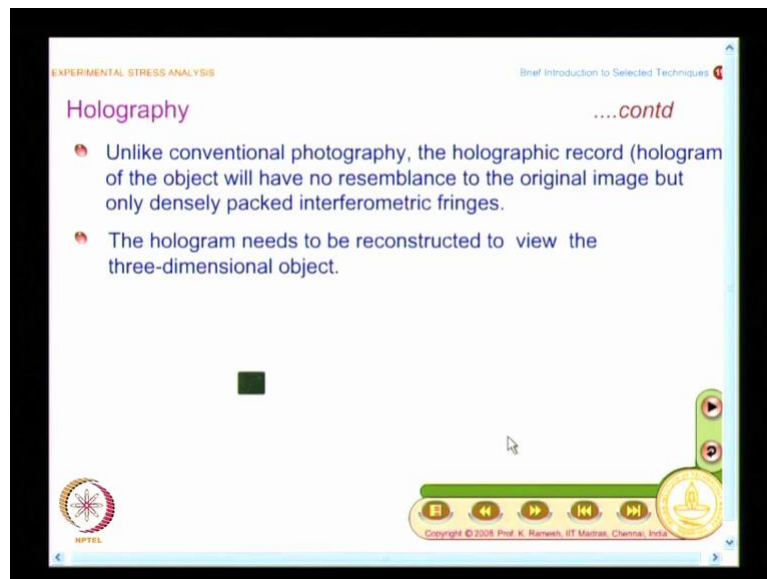 EXPERIMENTAL STRESS ANALYSIS
Brief Introduction to Selected Techniques
Holography
....contd
Unlike conventional photography, the holographic record (hologram
of the object will have no resemblance to the original image but
only densely packed interferometric fringes.
The hologram needs to be reconstructed to view the
three-dimensional object.
NPTEL
Copyright © 2008 Prof. K. Ramesh, IIT Madras, Chennai, India